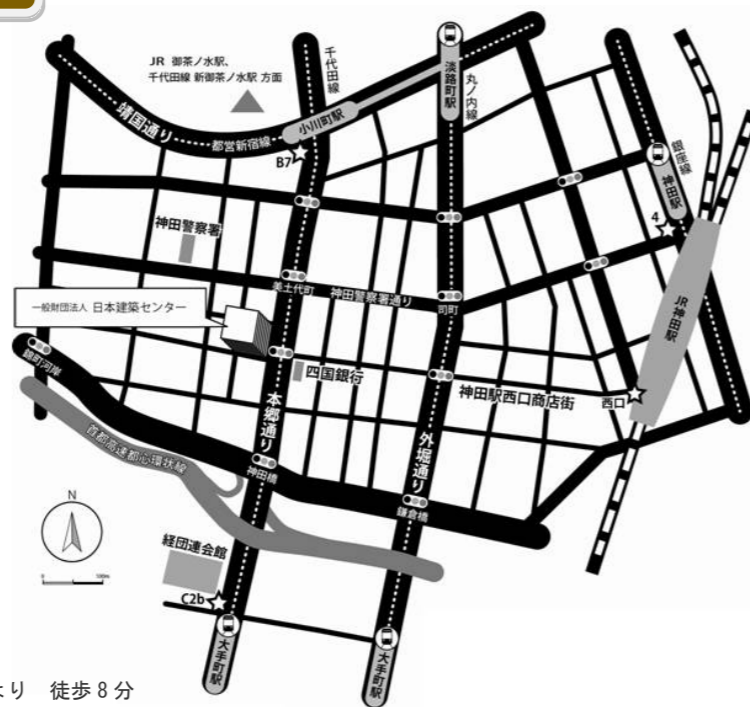 JR 御茶ノ水駅、
千代田線 新御茶ノ水駅 方面
千代田線
淡路町駅
丸ノ内線
靖国通り
都営新宿線
小川町駅
B7
銀座線
神田駅
4
神田警察署
美土代町
神田警察署通り
司町
一般財団法人 日本建築センター
JR神田駅
四国銀行
神田駅西口商店街
西口
錦町河岸
本郷通り
外堀通り
首都高速都心環状線
神田橋
鎌倉橋
N
経団連会館
C2b
大手町駅
大手町駅
より 徒歩8分